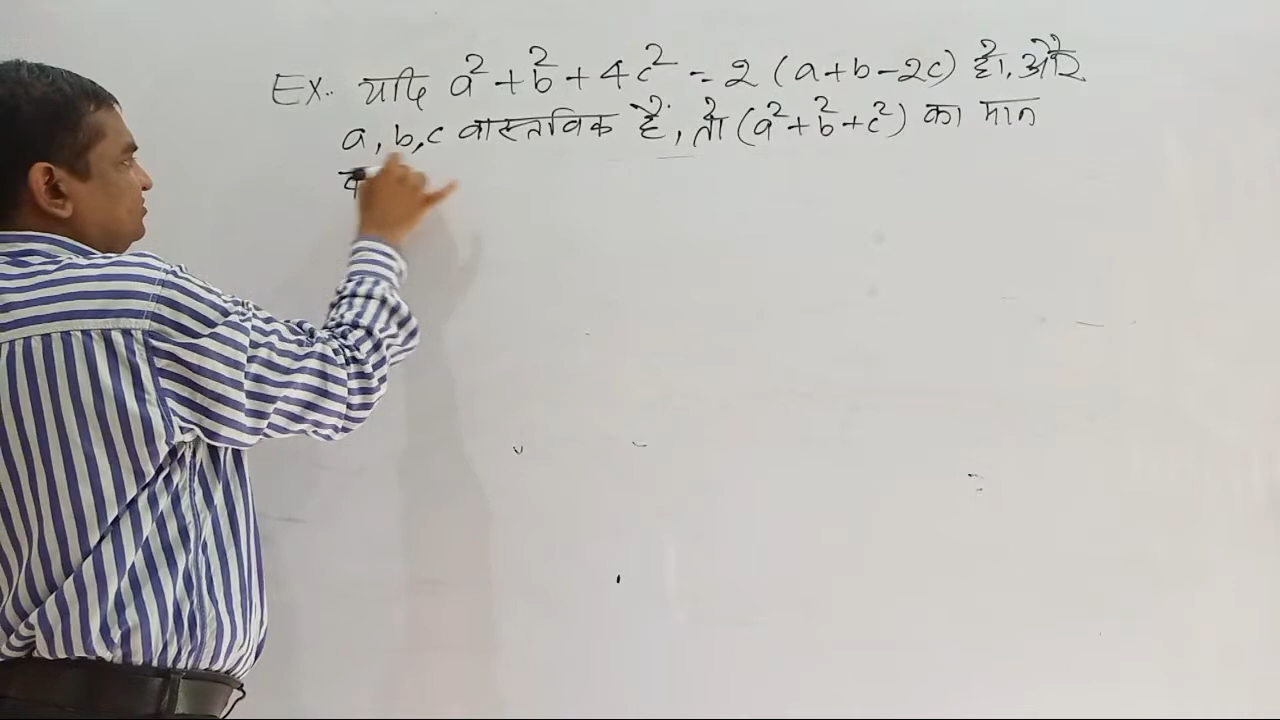 Ex. यदि a²+b²+4c² = 2 (a+b-2c) हो, और
a, b, c वास्तविक हैं, तो (a²+b²+c²) का मान